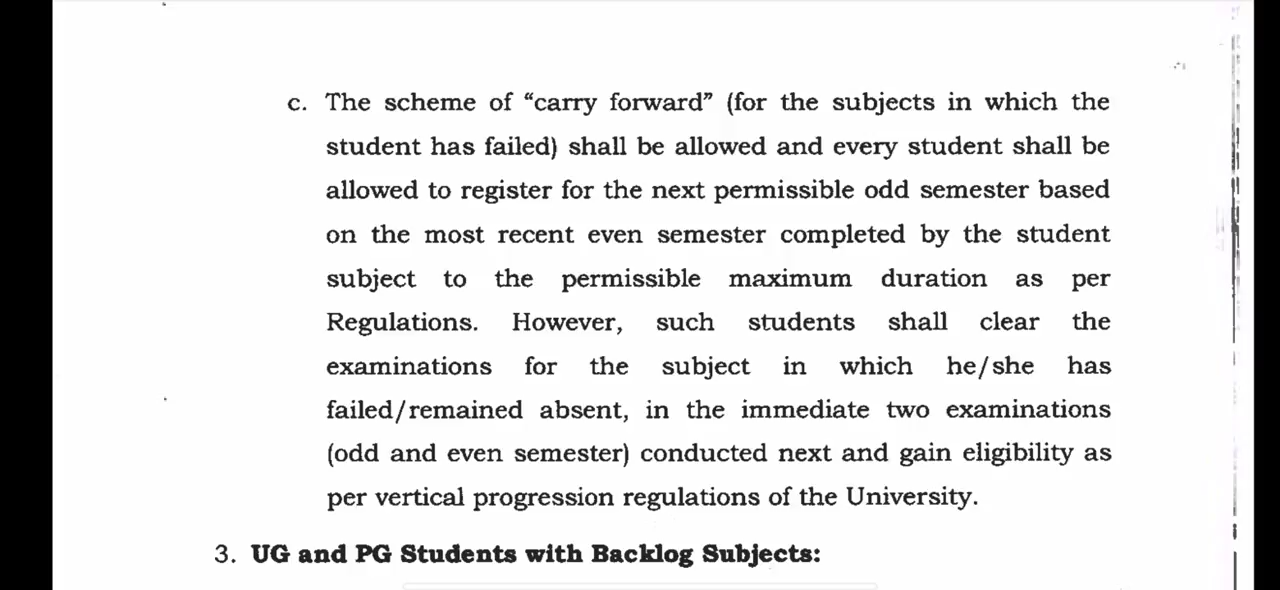 c. The scheme of “carry forward” (for the subjects in which the
student has failed) shall be allowed and every student shall be
allowed to register for the next permissible odd semester based
on the most recent even semester completed by the student
subject to the permissible maximum duration as per
Regulations. However, such students shall clear the
examinations for the subject in which he/she has
failed/remained absent, in the immediate two examinations
(odd and even semester) conducted next and gain eligibility as
per vertical progression regulations of the University.
3. UG and PG Students with Backlog Subjects: